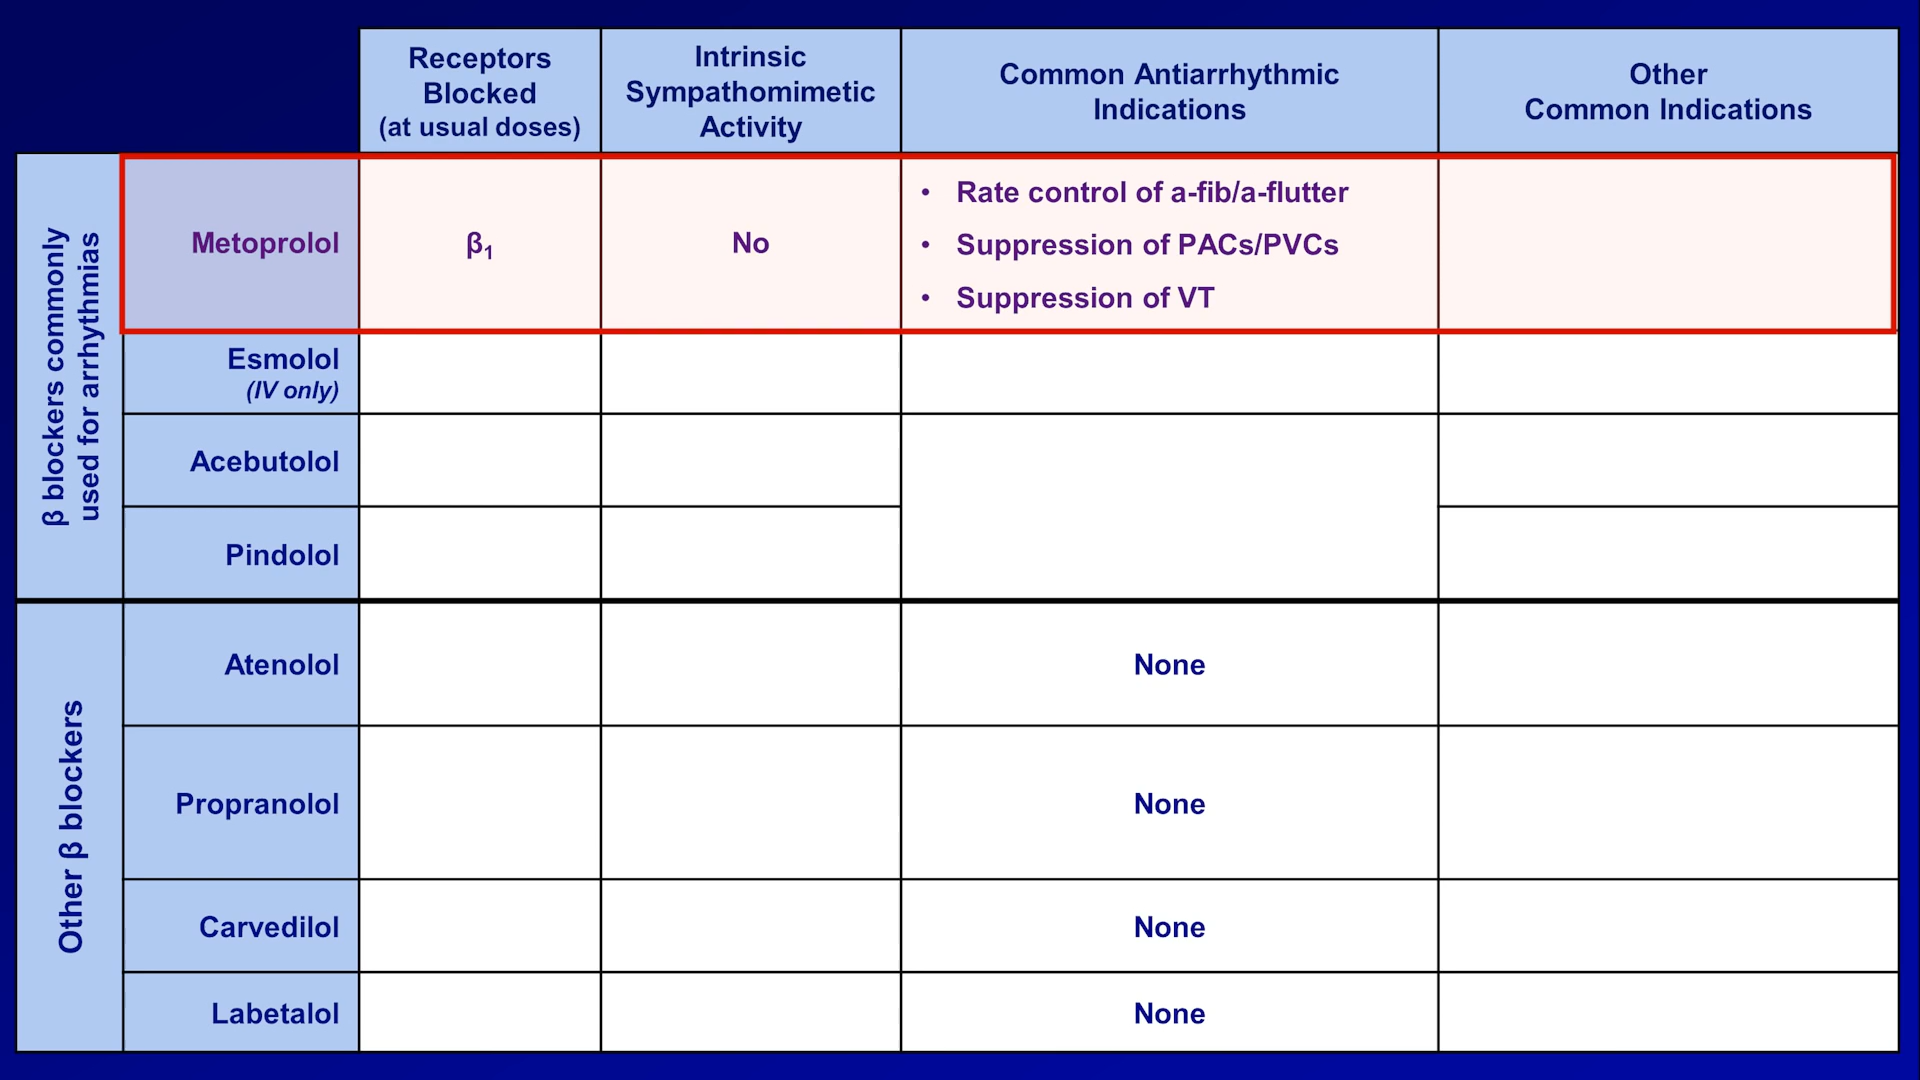 Receptors
Blocked
(at usual doses)
Intrinsic
Sympathomimetic
Activity
Common Antiarrhythmic
Indications
Other
Common Indications
β blockers commonly
used for arrhythmias
Metoprolol
β₁
No
• Rate control of a-fib/a-flutter
• Suppression of PACs/PVCs
• Suppression of VT
Esmolol
(IV only)
Acebutolol
Pindolol
Other β blockers
Atenolol
None
Propranolol
None
Carvedilol
None
Labetalol
None